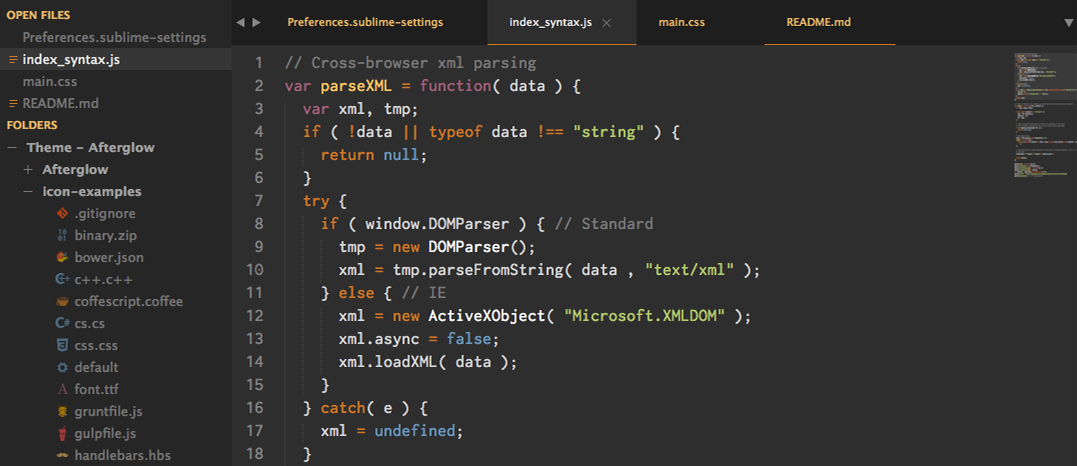 OPEN FILES
Preferences.sublime-settings
index_syntax.js
main.css
README.md
FOLDERS
Theme – Afterglow
Afterglow
icon-examples
.gitignore
binary.zip
bower.json
c++.c++
coffescript.coffee
cs.cs
css.css
default
font.ttf
gruntfile.js
gulpfile.js
handlebars.hbs
Preferences.sublime-settings index_syntax.js main.css README.md
1 // Cross-browser xml parsing
2 var parseXML = function( data ) {
3 var xml, tmp;
4 if ( !data || typeof data !== "string" ) {
5 return null;
6 }
7 try {
8 if ( window.DOMParser ) { // Standard
9 tmp = new DOMParser();
10 xml = tmp.parseFromString( data , "text/xml" );
11 } else { // IE
12 xml = new ActiveXObject( "Microsoft.XMLDOM" );
13 xml.async = false;
14 xml.loadXML( data );
15 }
16 } catch( e ) {
17 xml = undefined;
18 }